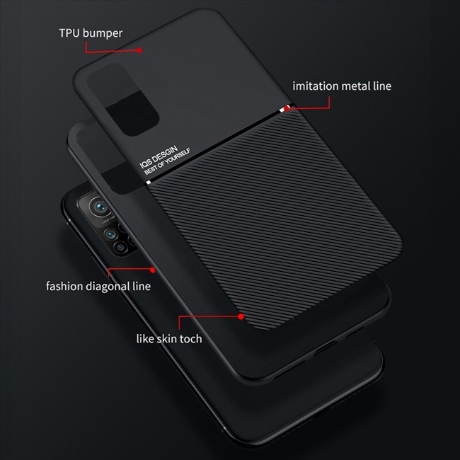 TPU bumper
imitation metal line
IQS DESGIN
BEST OF YOURSELF
fashion diagonal line
like skin toch